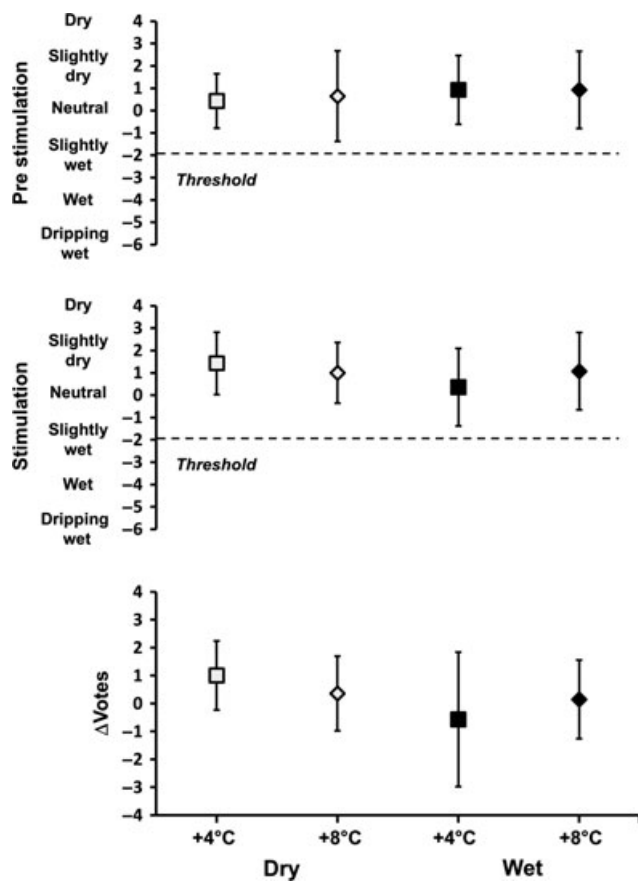 Pre stimulation
Dry
Slightly
dry
Neutral
Slightly
wet
Wet
Dripping
wet
4
3
2
1
0
−1
−2
−3
−4
−5
−6
Threshold
Stimulation
Dry
Slightly
dry
Neutral
Slightly
wet
Wet
Dripping
wet
4
3
2
1
0
−1
−2
−3
−4
−5
−6
Threshold
ΔVotes
4
3
2
1
0
−1
−2
−3
−4
+4°C +8°C +4°C +8°C
Dry Wet